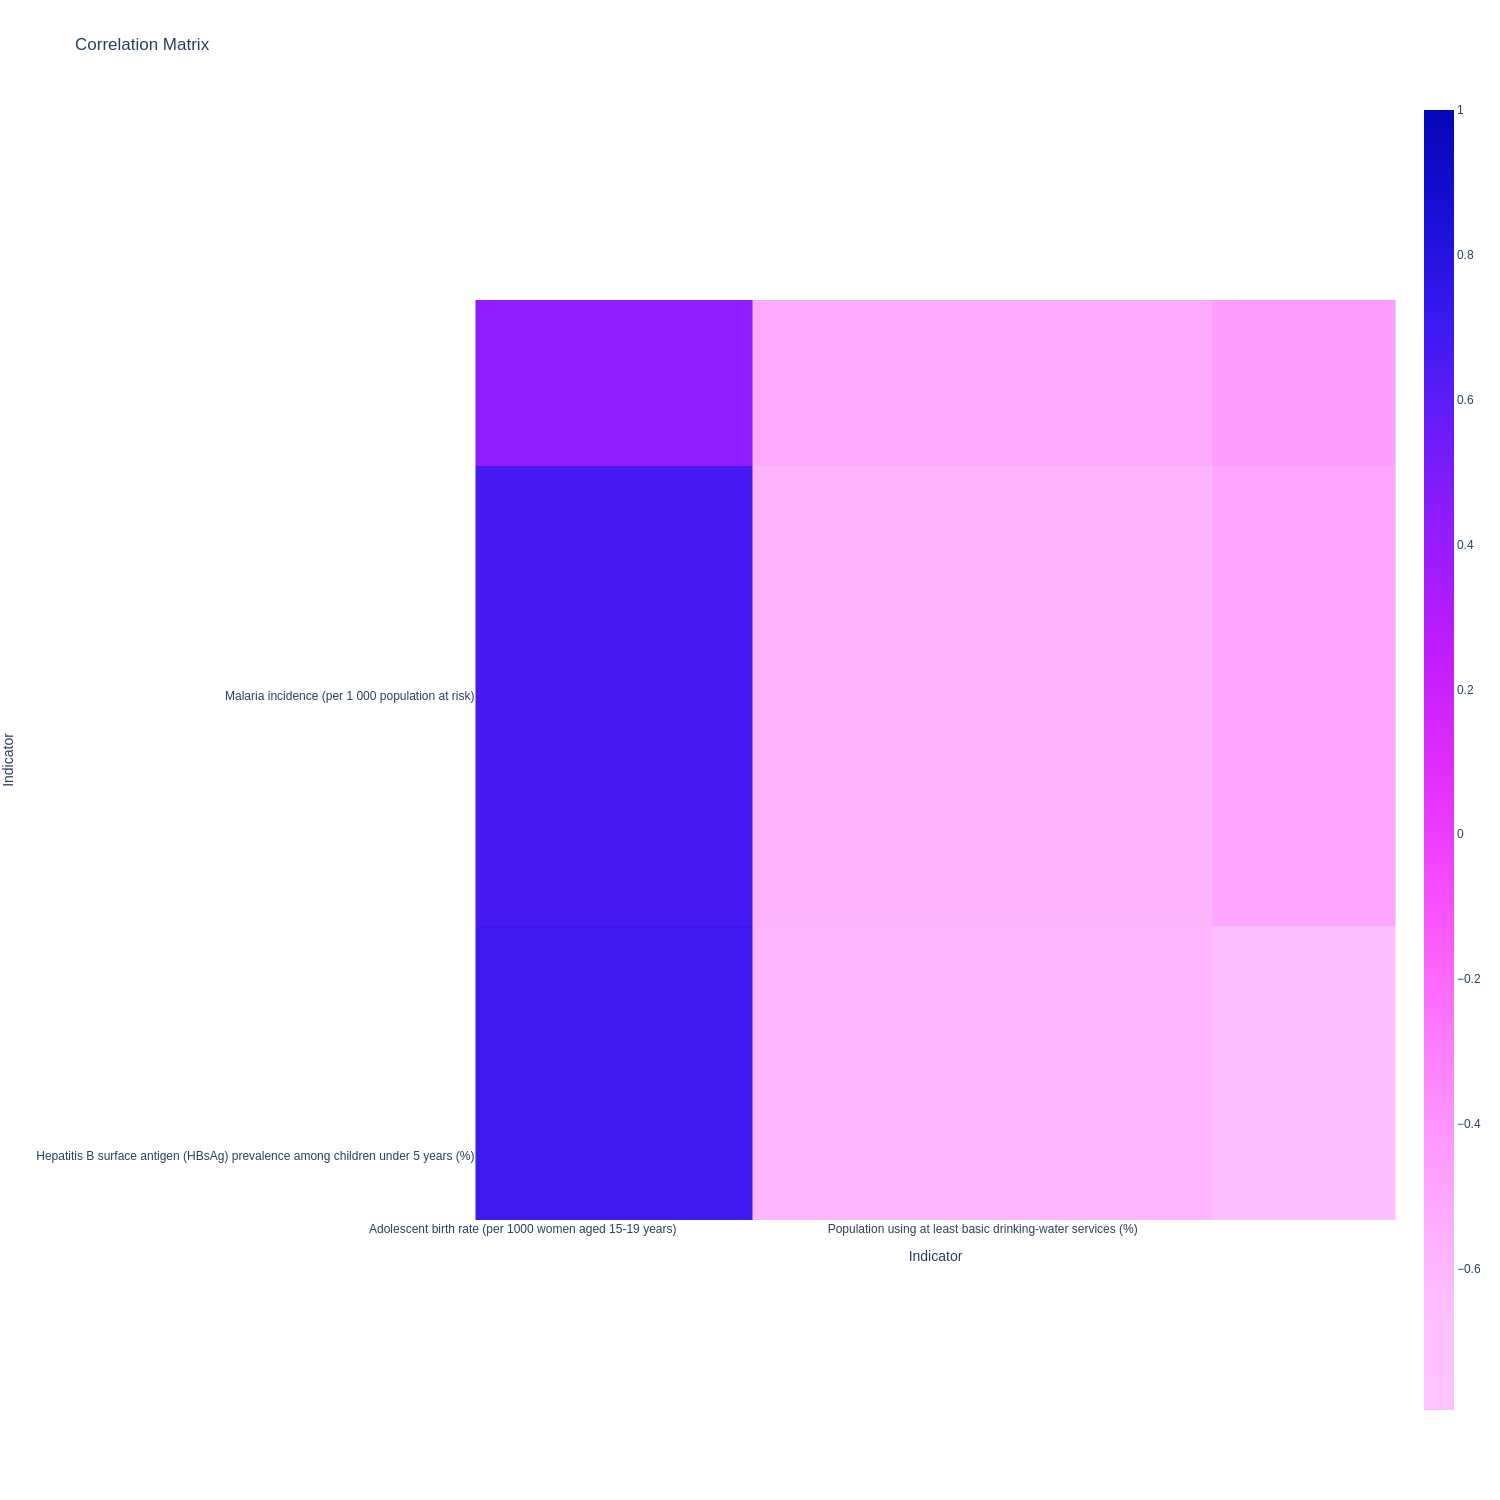 Correlation Matrix
1
0.8
0.6
0.4
0.2
0
−0.2
−0.4
−0.6
Indicator
Malaria incidence (per 1 000 population at risk)
Hepatitis B surface antigen (HBsAg) prevalence among children under 5 years (%)
Adolescent birth rate (per 1000 women aged 15-19 years)
Population using at least basic drinking-water services (%)
Indicator